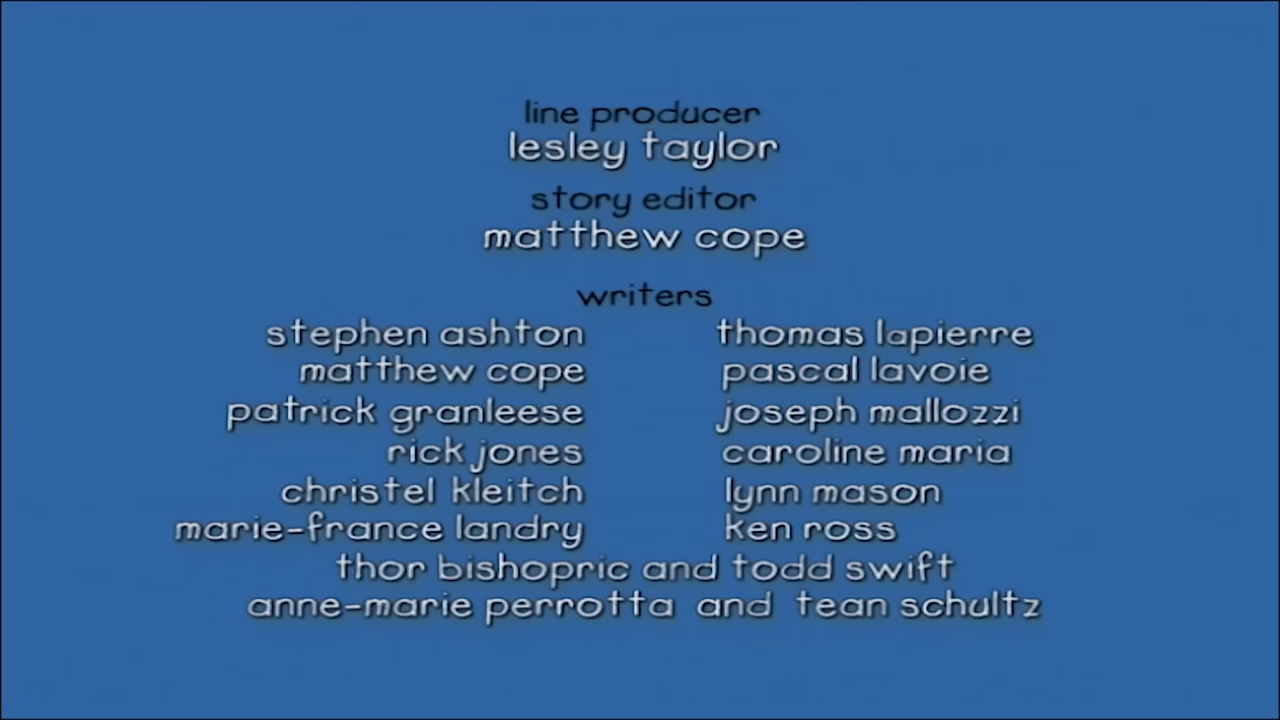 line producer
lesley taylor
story editor
matthew cope
writers
stephen ashton thomas lapierre
matthew cope pascal lavoie
patrick granleese joseph mallozzi
rick jones caroline maria
christel kleitch lynn mason
marie-france landry ken ross
thor bishopric and todd swift
anne-marie perrotta and tean schultz